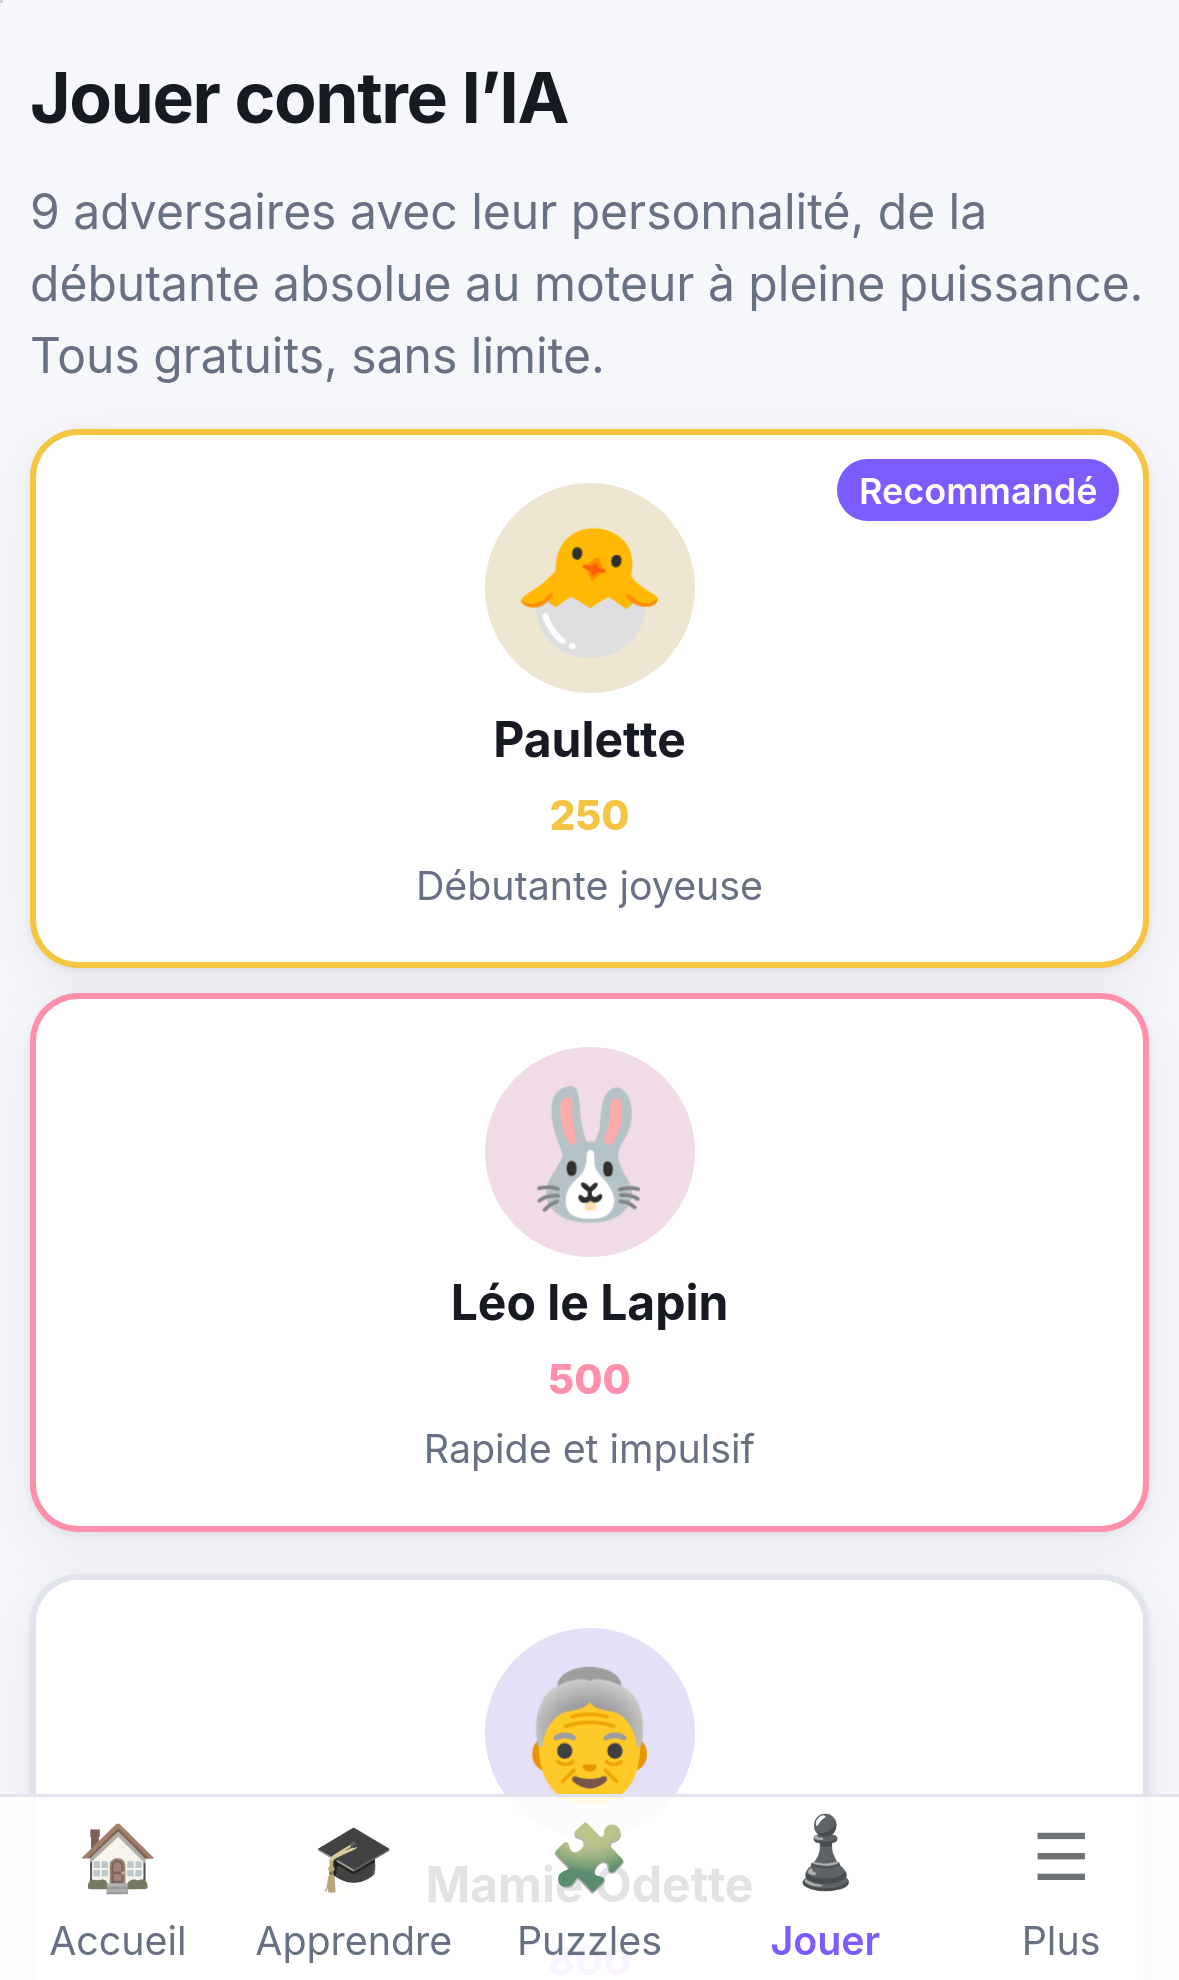 Jouer contre l’IA
9 adversaires avec leur personnalité, de la
débutante absolue au moteur à pleine puissance.
Tous gratuits, sans limite.
Recommandé
Paulette
250
Débutante joyeuse
Léo le Lapin
500
Rapide et impulsif
Mamie Odette
800
Accueil
Apprendre
Puzzles
Jouer
Plus